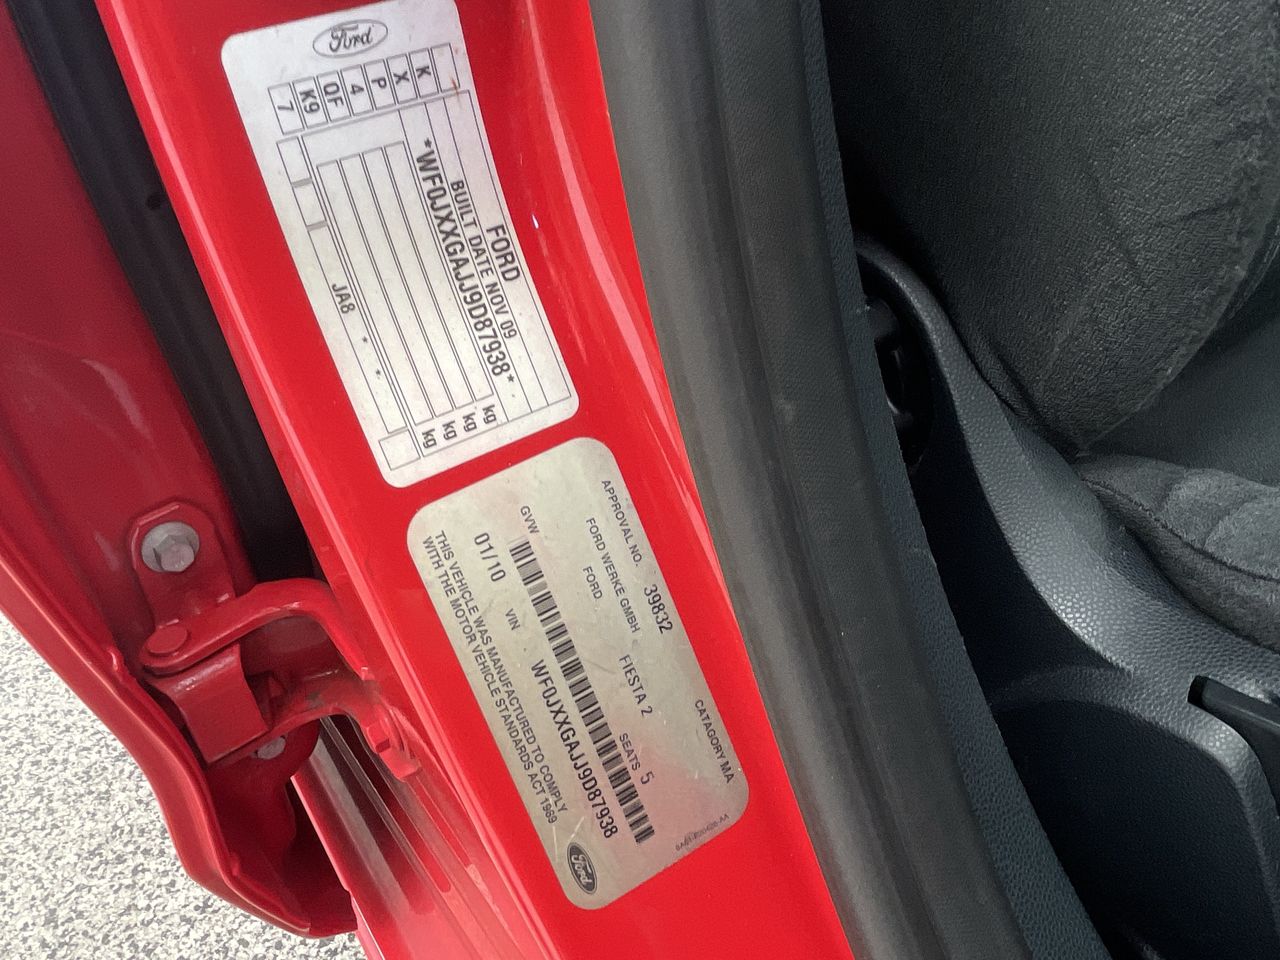 Ford
K
X
P
4
QF
K9
7
FORD
BUILT DATE NOV 09
*WF0JXXGAJJ9D87938*
kg
kg
kg
kg
*
*
JA8
APPROVAL NO. 39832 CATAGORY MA
FORD WERKE GMBH FIESTA 2 SEATS 5
FORD
GVW
01/10 VIN WF0JXXGAJJ9D87938
THIS VEHICLE WAS MANUFACTURED TO COMPLY
WITH THE MOTOR VEHICLE STANDARDS ACT 1989
Ford